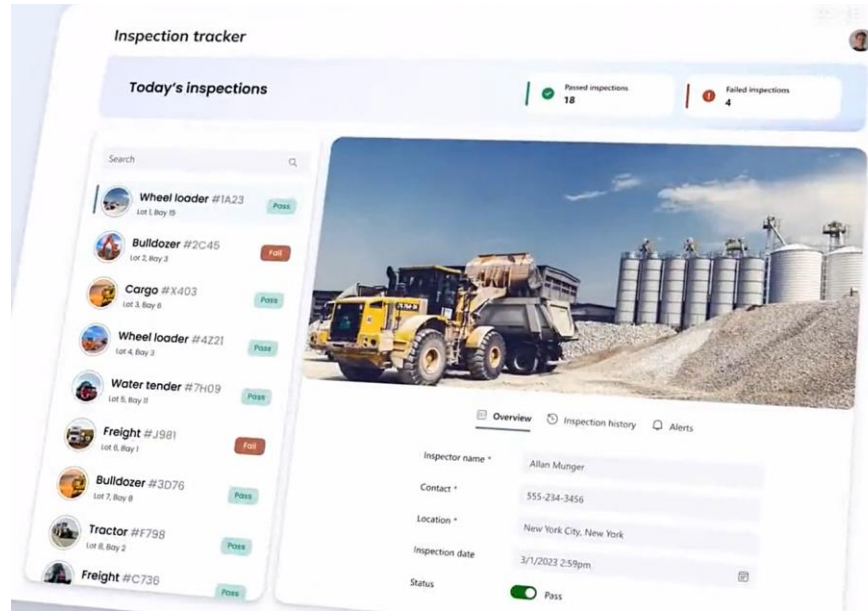 Inspection tracker
Today's inspections
Passed inspections
18
Failed inspections
4
Search
Wheel loader #1A23
Lot 1, Bay 15
Pass
Bulldozer #2C45
Lot 2, Bay 3
Fail
Cargo #X403
Lot 3, Bay 6
Pass
Wheel loader #4Z21
Lot 4, Bay 3
Pass
Water tender #7H09
Lot 5, Bay 11
Pass
Freight #J981
Lot 6, Bay 1
Fail
Bulldozer #3D76
Lot 7, Bay 8
Pass
Tractor #F798
Lot 8, Bay 2
Pass
Freight #C736
Pass
Overview
Inspection history
Alerts
Inspector name *
Allan Munger
Contact *
555-234-3456
Location *
New York City, New York
Inspection date
3/1/2023 2:59pm
Status
Pass